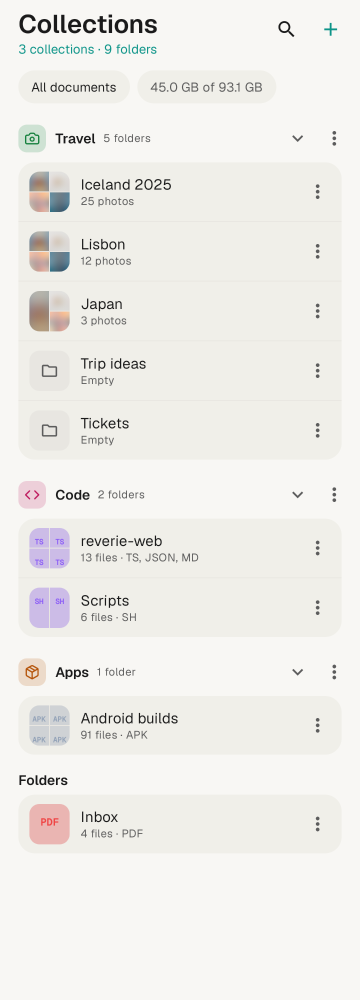 Collections
3 collections · 9 folders
All documents
45.0 GB of 93.1 GB
Travel 5 folders
Iceland 2025
25 photos
Lisbon
12 photos
Japan
3 photos
Trip ideas
Empty
Tickets
Empty
Code 2 folders
TS TS
TS TS
reverie-web
13 files · TS, JSON, MD
SH SH
Scripts
6 files · SH
Apps 1 folder
APK APK
APK APK
Android builds
91 files · APK
Folders
PDF
Inbox
4 files · PDF